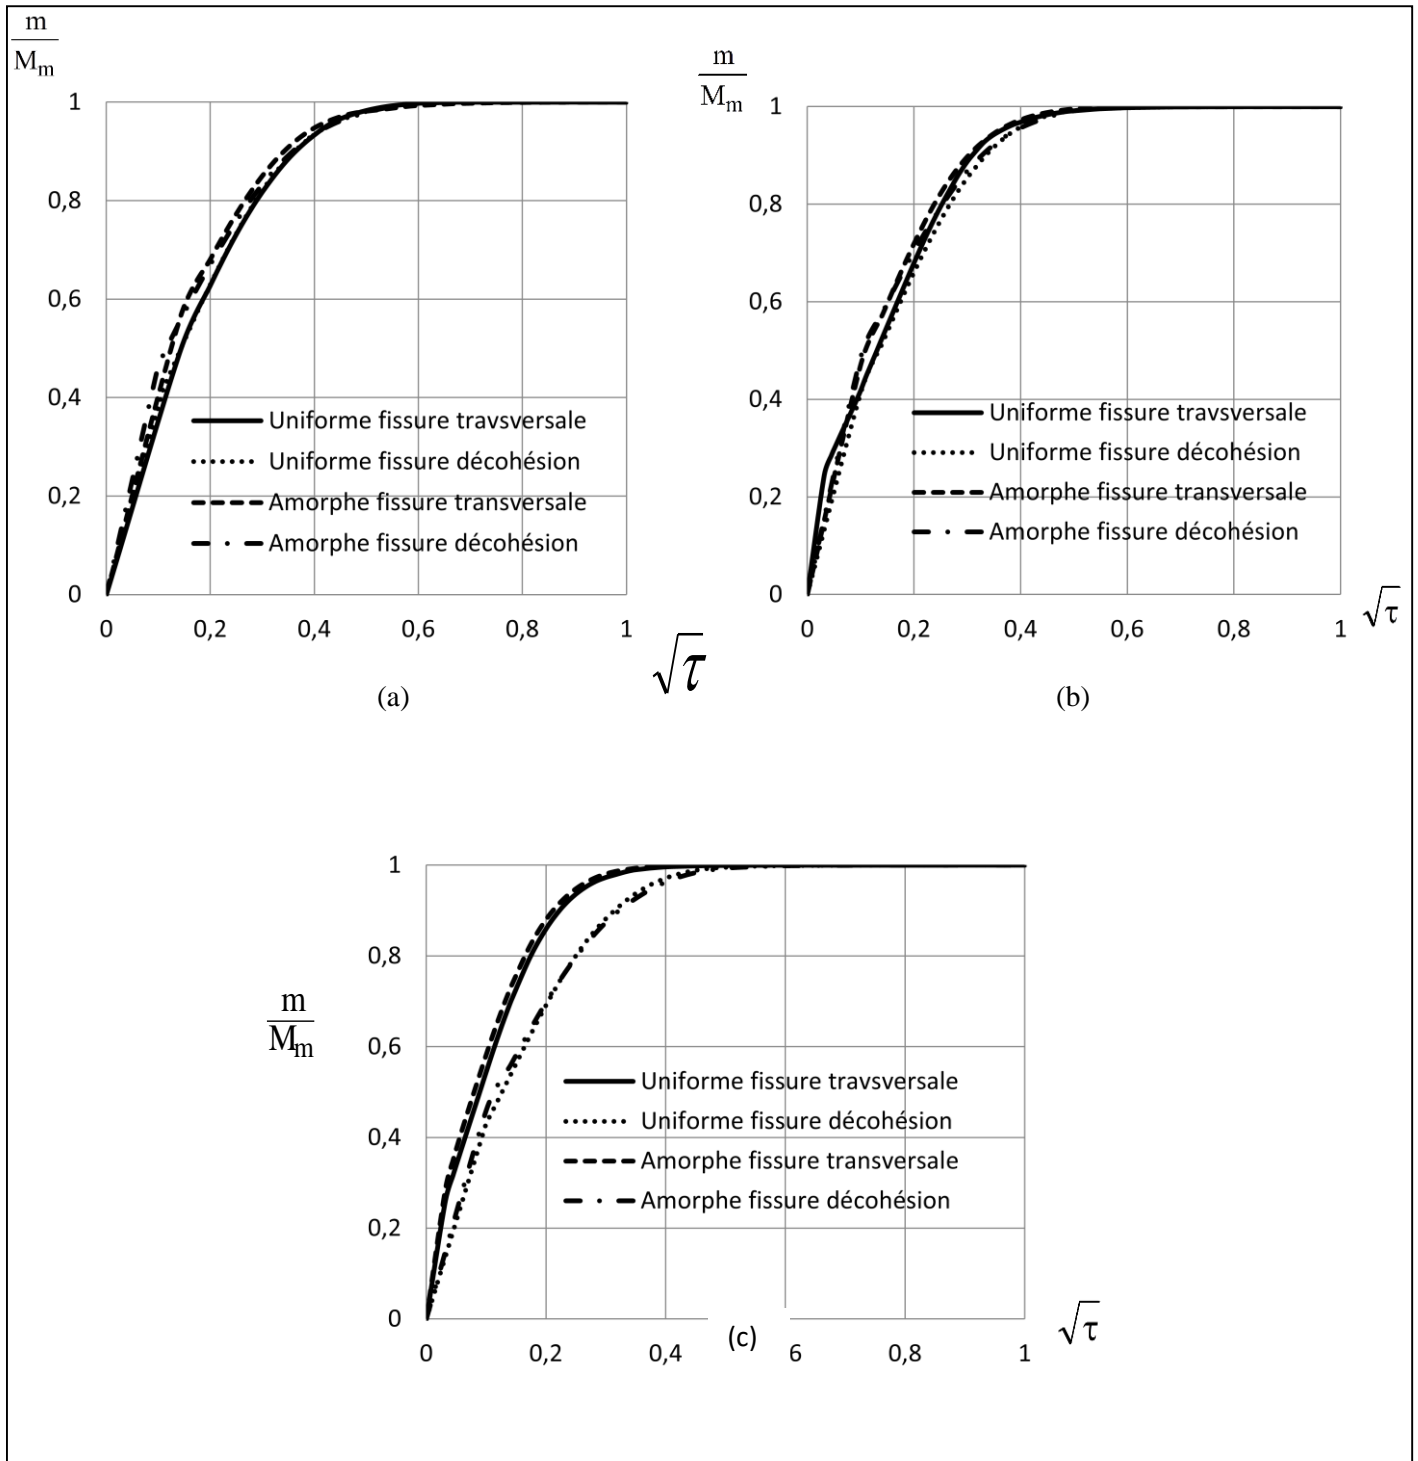 m
M_m
1
0,8
0,6
0,4
0,2
0
Uniforme fissure travsversale
Uniforme fissure décohésion
Amorphe fissure transversale
Amorphe fissure décohésion
0 0,2 0,4 0,6 0,8 1
√τ
(a)
m
M_m
1
0,8
0,6
0,4
0,2
0
Uniforme fissure travsversale
Uniforme fissure décohésion
Amorphe fissure transversale
Amorphe fissure décohésion
0 0,2 0,4 0,6 0,8 1
√τ
(b)
m
M_m
1
0,8
0,6
0,4
0,2
0
Uniforme fissure travsversale
Uniforme fissure décohésion
Amorphe fissure transversale
Amorphe fissure décohésion
0 0,2 0,4 6 0,8 1
√τ
(c)